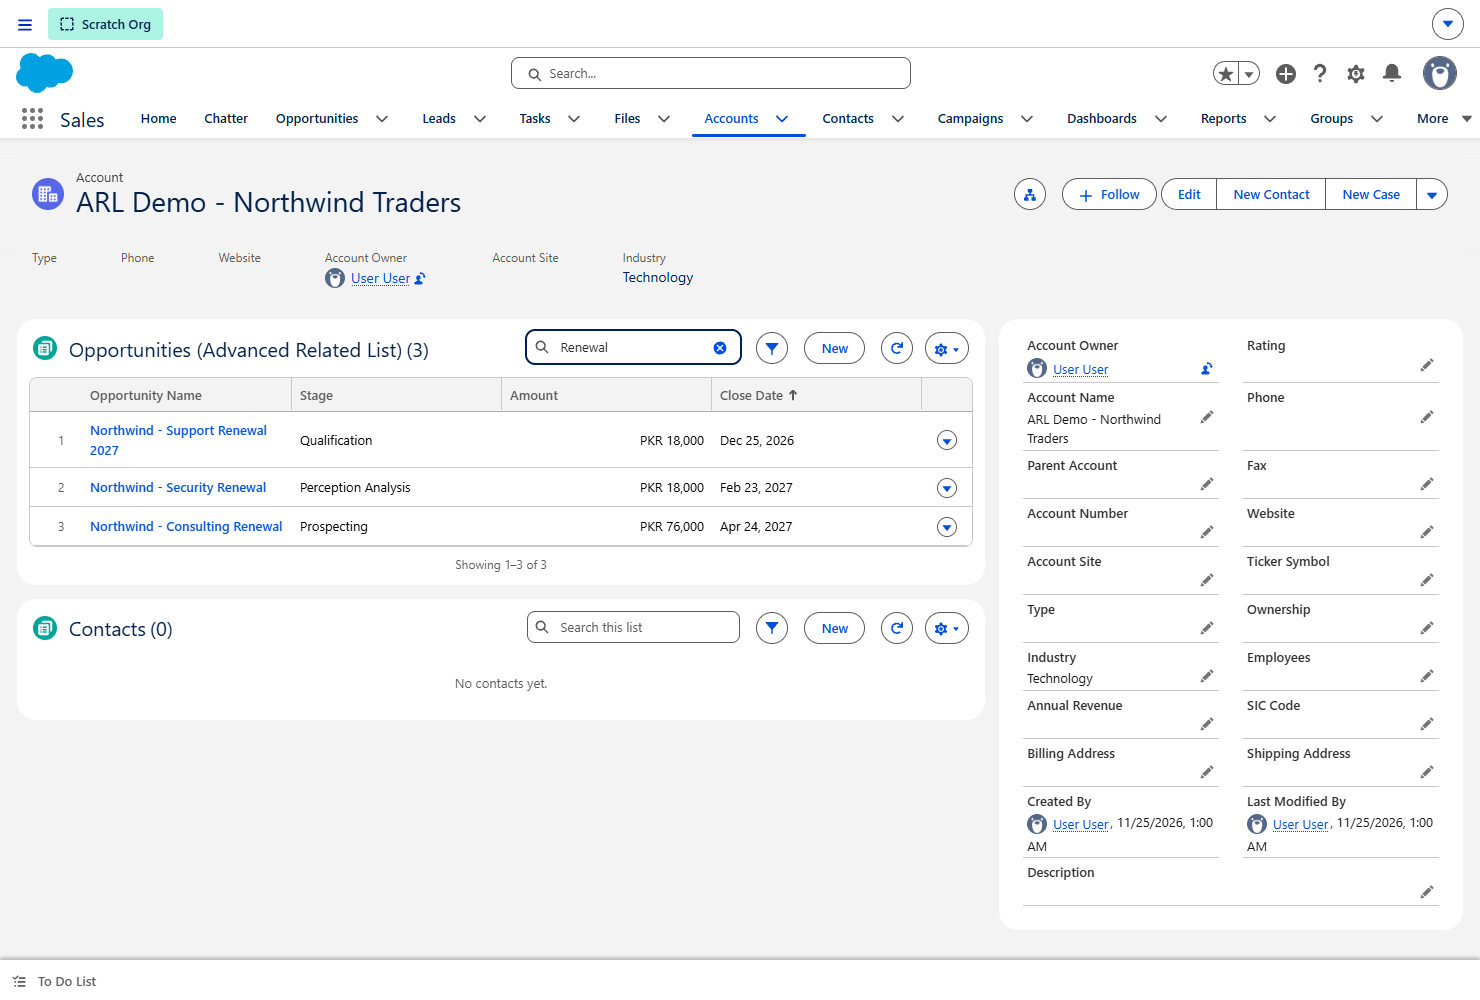 Scratch Org
Search...
Sales
Home
Chatter
Opportunities
Leads
Tasks
Files
Accounts
Contacts
Campaigns
Dashboards
Reports
Groups
More
Account
ARL Demo - Northwind Traders
Follow
Edit
New Contact
New Case
Type
Phone
Website
Account Owner
User User
Account Site
Industry
Technology
Opportunities (Advanced Related List) (3)
Renewal
New
Opportunity Name
Stage
Amount
Close Date
1
Northwind - Support Renewal
2027
Qualification
PKR 18,000
Dec 25, 2026
2
Northwind - Security Renewal
Perception Analysis
PKR 18,000
Feb 23, 2027
3
Northwind - Consulting Renewal
Prospecting
PKR 76,000
Apr 24, 2027
Showing 1–3 of 3
Contacts (0)
Search this list
New
No contacts yet.
Account Owner
User User
Rating
Account Name
ARL Demo - Northwind
Traders
Phone
Parent Account
Fax
Account Number
Website
Account Site
Ticker Symbol
Type
Ownership
Industry
Technology
Employees
Annual Revenue
SIC Code
Billing Address
Shipping Address
Created By
User User, 11/25/2026, 1:00
AM
Last Modified By
User User, 11/25/2026, 1:00
AM
Description
To Do List